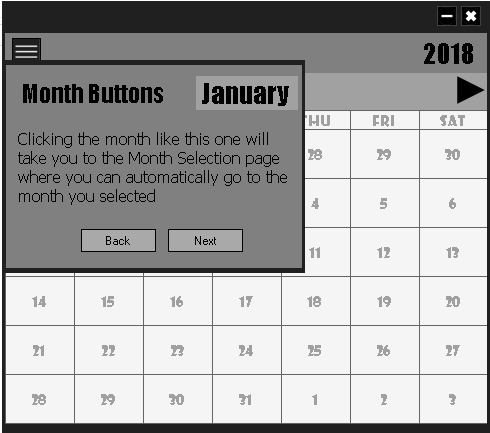 2018
Month Buttons January
Clicking the month like this one will
take you to the Month Selection page
where you can automatically go to the
month you selected
Back Next
THU FRI SAT
28 29 30
4 5 6
11 12 13
14 15 16 17 18 19 20
21 22 23 24 25 26 27
28 29 30 31 1 2 3